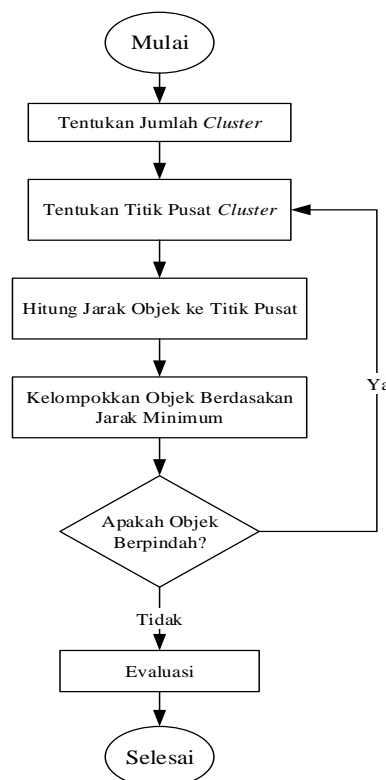 Mulai
Tentukan Jumlah Cluster
Tentukan Titik Pusat Cluster
Hitung Jarak Objek ke Titik Pusat
Kelompokkan Objek Berdasakan
Jarak Minimum
Ya
Apakah Objek
Berpindah?
Tidak
Evaluasi
Selesai